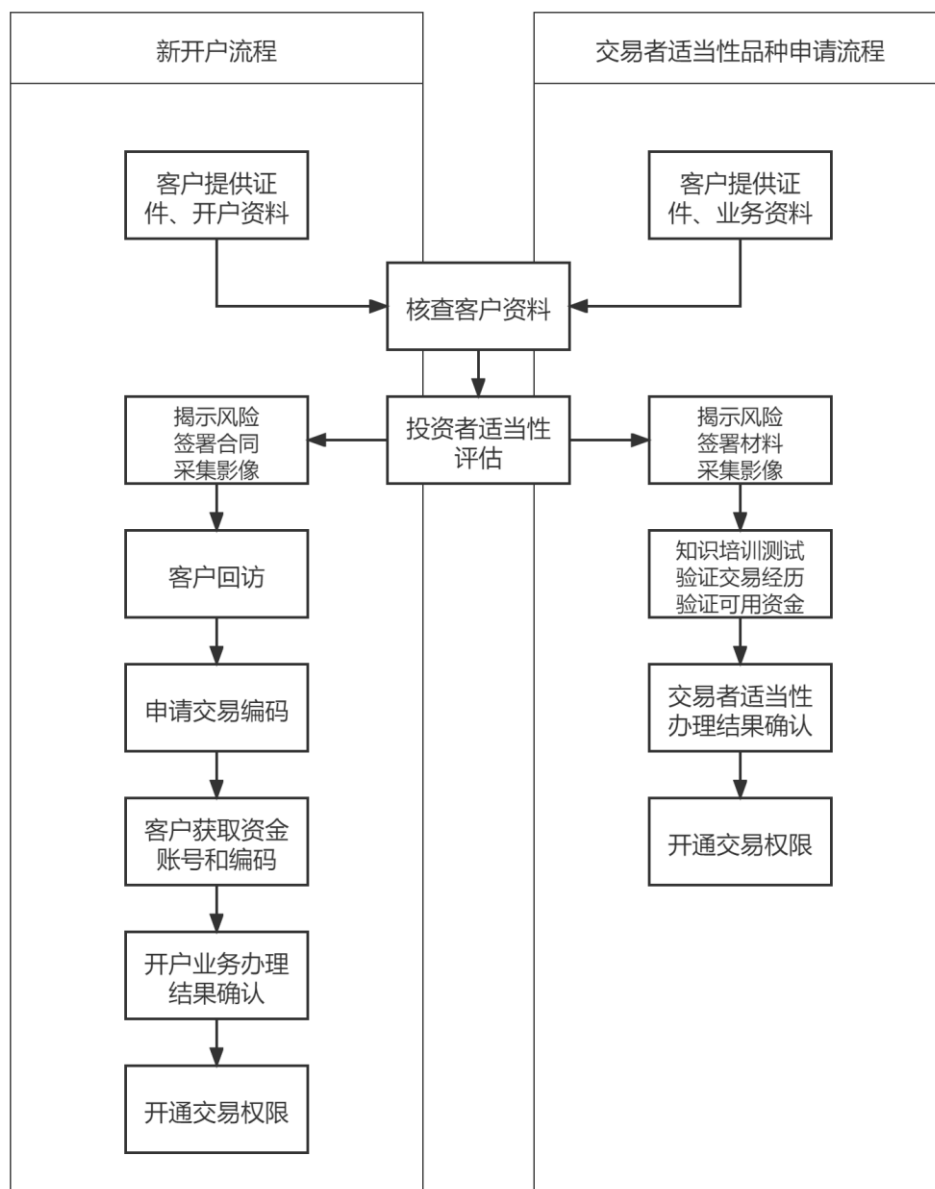 新开户流程
交易者适当性品种申请流程
客户提供证
件、开户资料
客户提供证
件、业务资料
核查客户资料
投资者适当性
评估
揭示风险
签署合同
采集影像
客户回访
申请交易编码
客户获取资金
账号和编码
开户业务办理
结果确认
开通交易权限
揭示风险
签署材料
采集影像
知识培训测试
验证交易经历
验证可用资金
交易者适当性
办理结果确认
开通交易权限